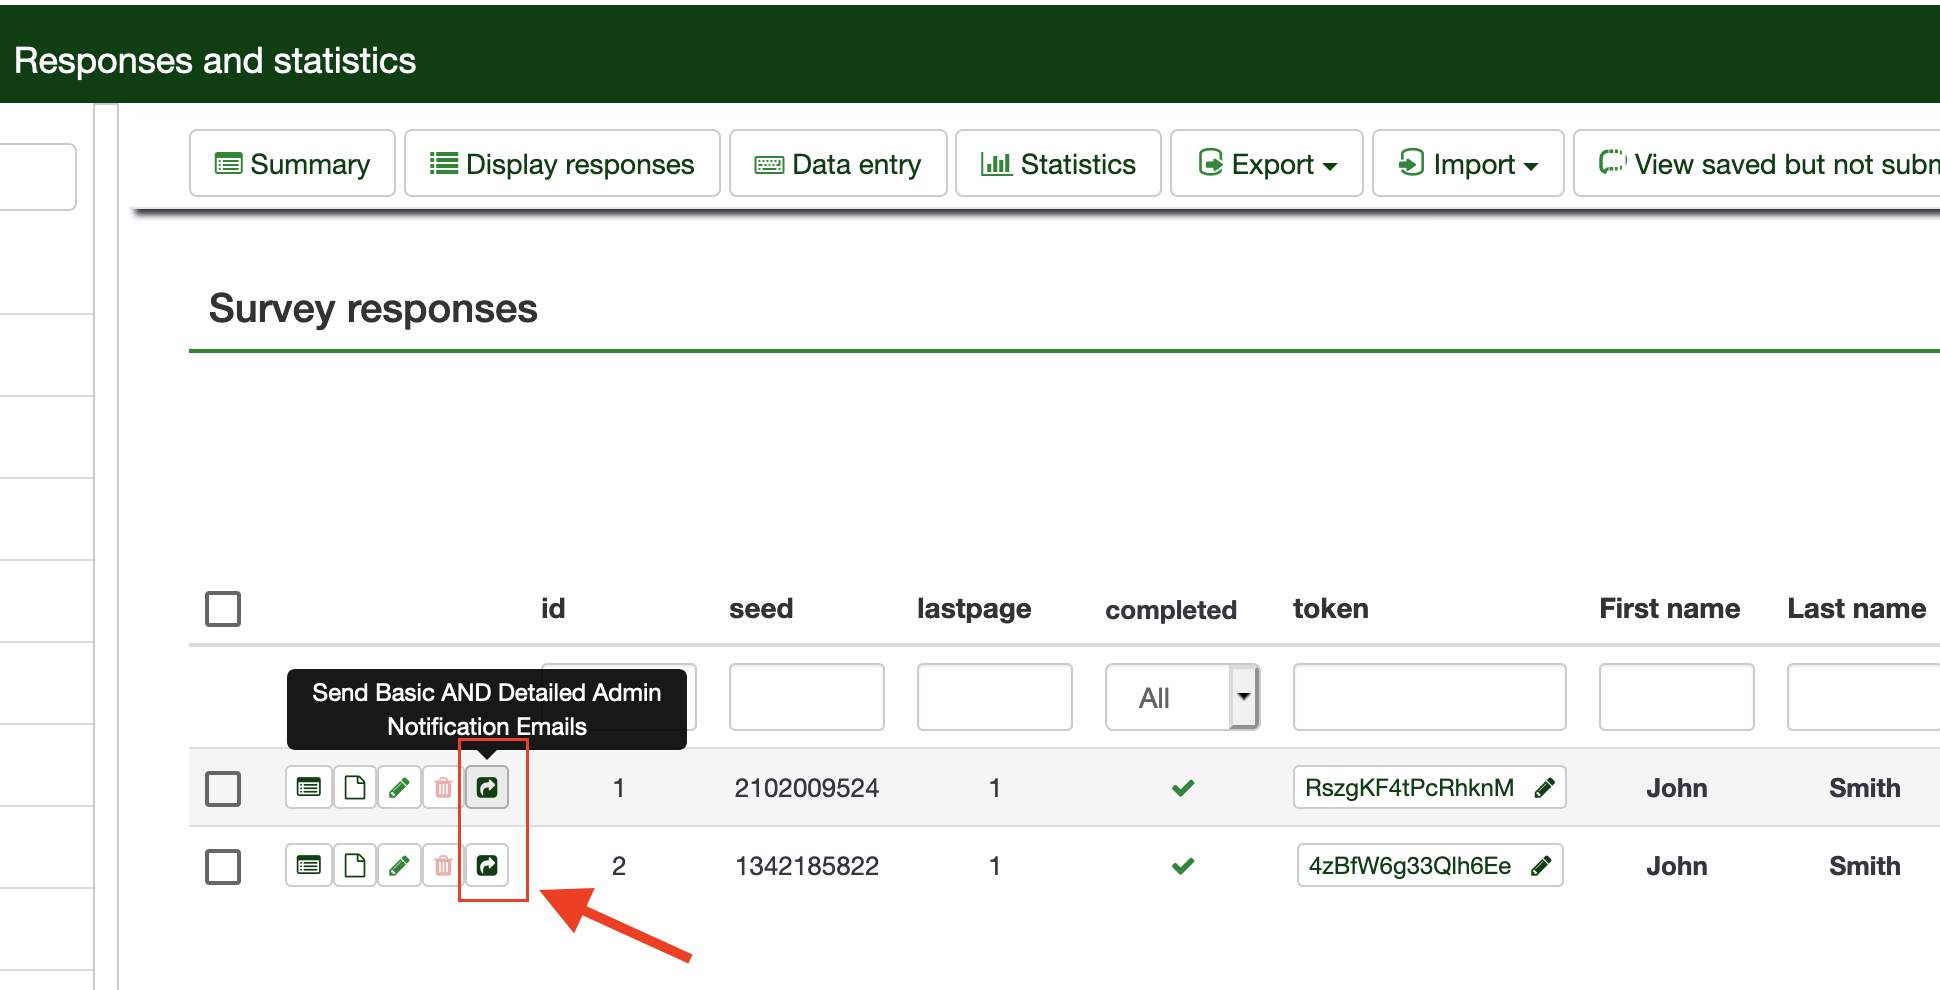 Responses and statistics
Summary Display responses Data entry Statistics Export Import View saved but not subm
Survey responses
id seed lastpage completed token First name Last name
Send Basic AND Detailed Admin
Notification Emails
All
1 2102009524 1 RszgKF4tPcRhknM John Smith
2 1342185822 1 4zBfW6g33Qlh6Ee John Smith